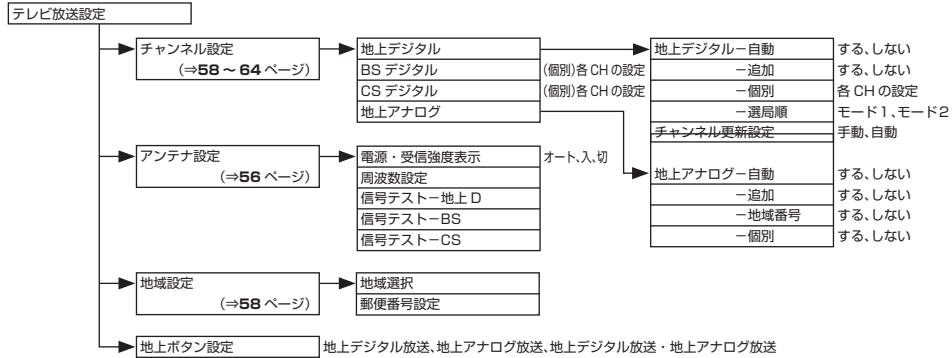 テレビ放送設定
チャンネル設定
(⇒58～64ページ)
地上デジタル
BSデジタル (個別)各CHの設定
CSデジタル (個別)各CHの設定
地上アナログ
地上デジタル－自動 する、しない
－追加 する、しない
－個別 各CHの設定
－選局順 モード1、モード2
チャンネル更新設定 手動、自動
地上アナログ－自動 する、しない
－追加 する、しない
－地域番号 する、しない
－個別 する、しない
アンテナ設定
(⇒56ページ)
電源・受信強度表示 オート、入、切
周波数設定
信号テスト－地上D
信号テスト－BS
信号テスト－CS
地域設定
(⇒58ページ)
地域選択
郵便番号設定
地上ボタン設定 地上デジタル放送、地上アナログ放送、地上デジタル放送・地上アナログ放送